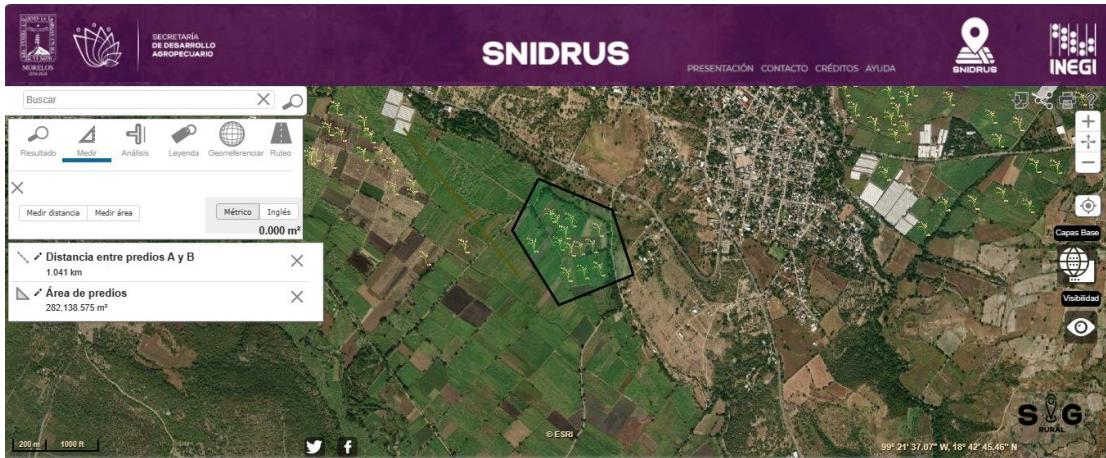 MORELOS
2018-2024
SECRETARÍA
DE DESARROLLO
AGROPECUARIO
SNIDRUS
PRESENTACIÓN CONTACTO CRÉDITOS AYUDA
SNIDRUS
INEGI
Buscar
Resultado Medir Análisis Leyenda Georreferenciar Ruteo
Medir distancia Medir área Métrico Inglés
0.000 m²
Distancia entre predios A y B
1.041 km
Área de predios
282,138.575 m²
Capas Base
Visibilidad
SIG
RURAL
200 m 1000 ft
© ESRI
99° 21' 37.07" W, 18° 42' 45.46" N